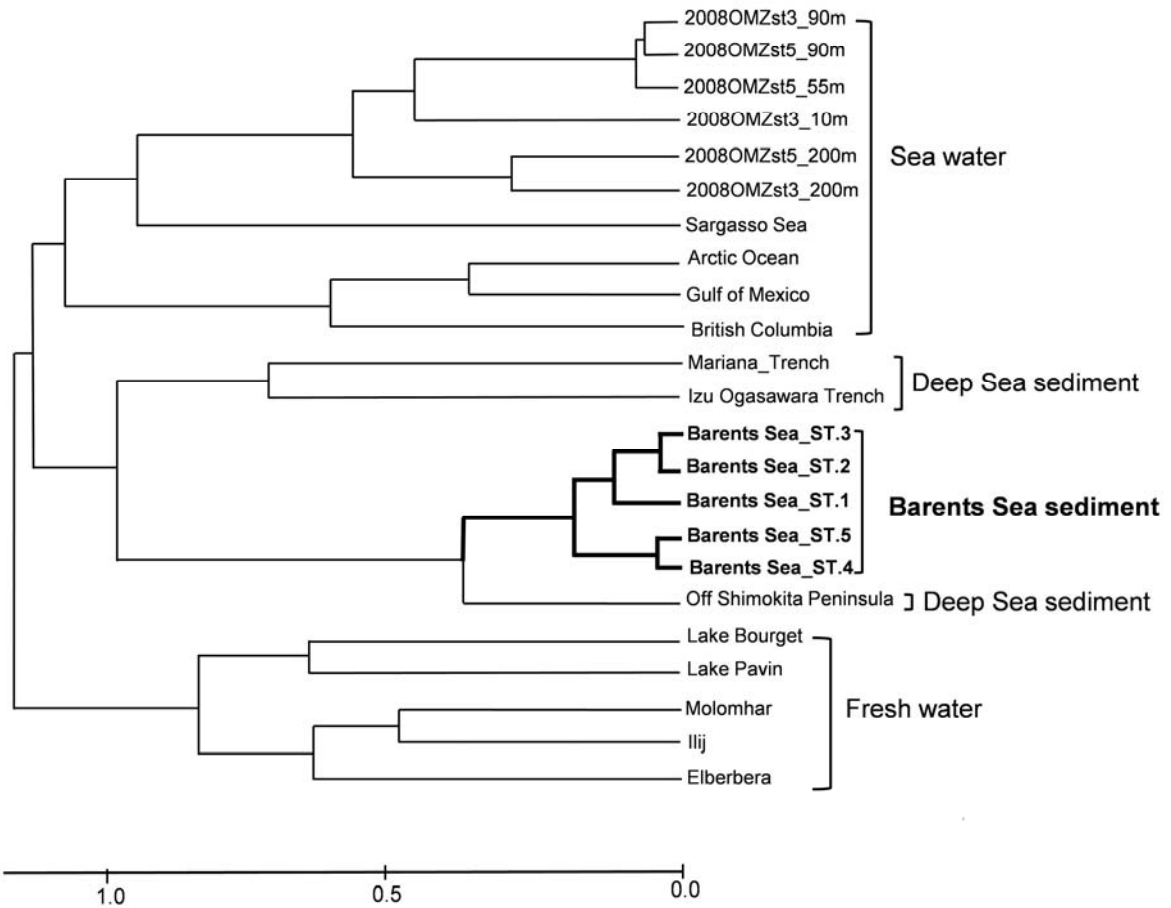 2008OMZst3_90m
2008OMZst5_90m
2008OMZst5_55m
2008OMZst3_10m
2008OMZst5_200m
2008OMZst3_200m
Sea water
Sargasso Sea
Arctic Ocean
Gulf of Mexico
British Columbia
Mariana_Trench
Izu Ogasawara Trench
Deep Sea sediment
Barents Sea_ST.3
Barents Sea_ST.2
Barents Sea_ST.1
Barents Sea_ST.5
Barents Sea_ST.4
Barents Sea sediment
Off Shimokita Peninsula
Deep Sea sediment
Lake Bourget
Lake Pavin
Molomhar
Ilij
Elberbera
Fresh water
1.0 0.5 0.0